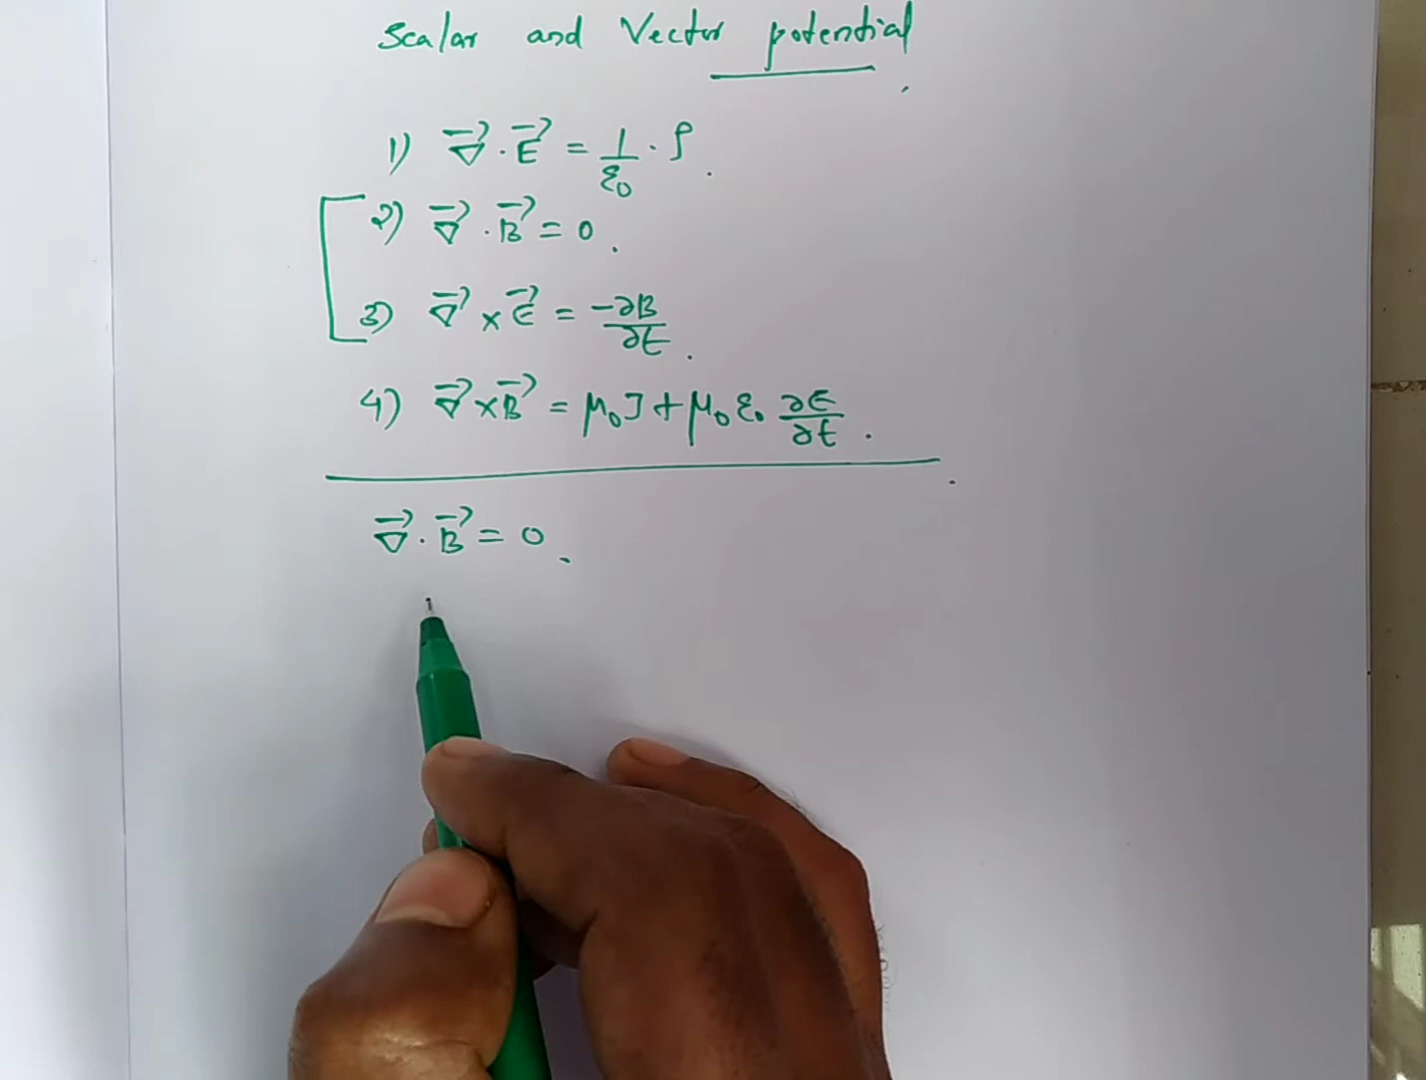 Scalar and Vector potential
1) ∇⃗ . E⃗ = 1/ε₀ . ρ .
2) ∇⃗ . B⃗ = 0 .
3) ∇⃗ × E⃗ = -∂B/∂t .
4) ∇⃗ × B⃗ = μ₀J + μ₀ε₀ ∂E/∂t .
∇⃗ . B⃗ = 0 .